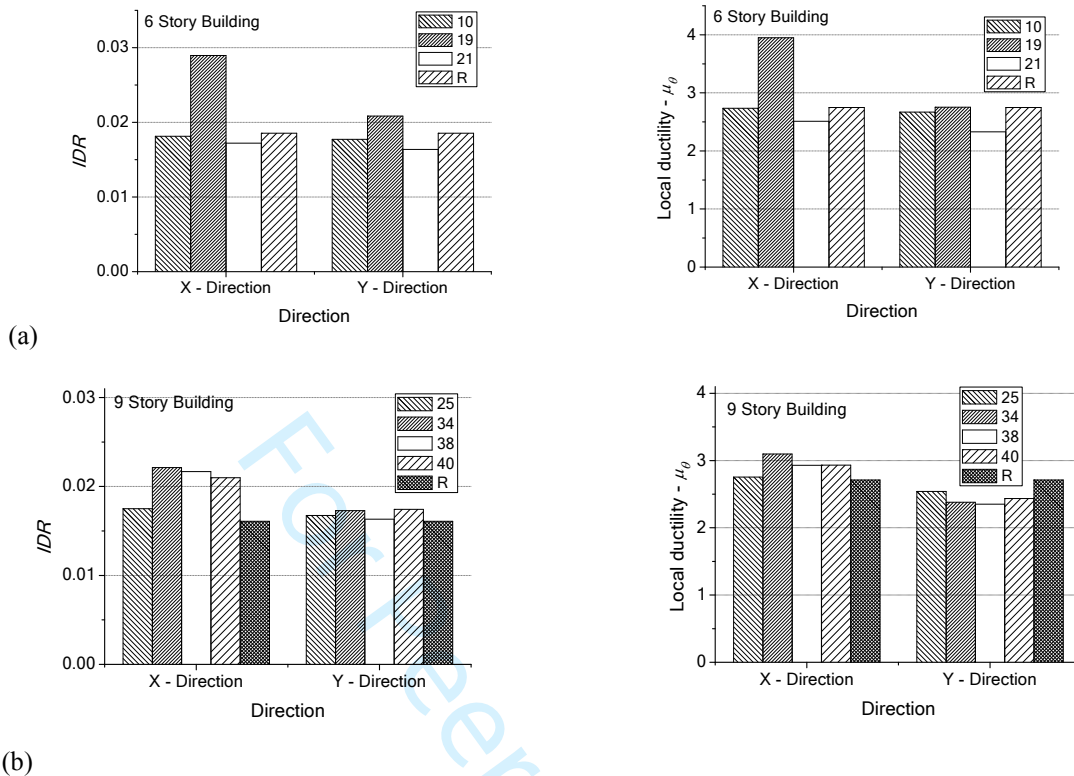 6 Story Building
10
19
21
R
0.03
0.02
0.01
0.00
IDR
X - Direction
Y - Direction
Direction
6 Story Building
10
19
21
R
4
3
2
1
0
Local ductility - μθ
X - Direction
Y - Direction
Direction
(a)
9 Story Building
25
34
38
40
R
0.03
0.02
0.01
0.00
IDR
X - Direction
Y - Direction
Direction
9 Story Building
25
34
38
40
R
4
3
2
1
0
Local ductility - μθ
X - Direction
Y - Direction
Direction
(b)
For Peer